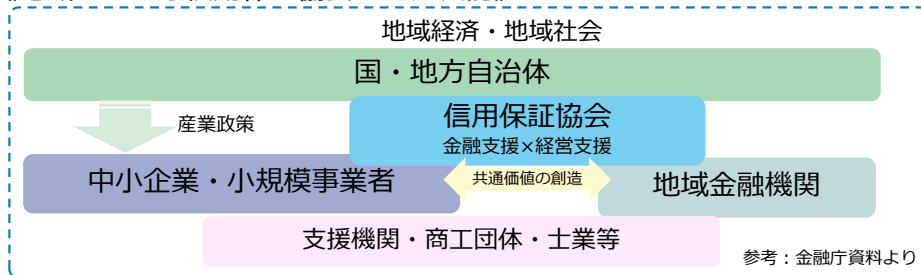 地域経済・地域社会
国・地方自治体
信用保証協会
金融支援×経営支援
産業政策
中小企業・小規模事業者
共通価値の創造
地域金融機関
支援機関・商工団体・士業等
参考：金融庁資料より